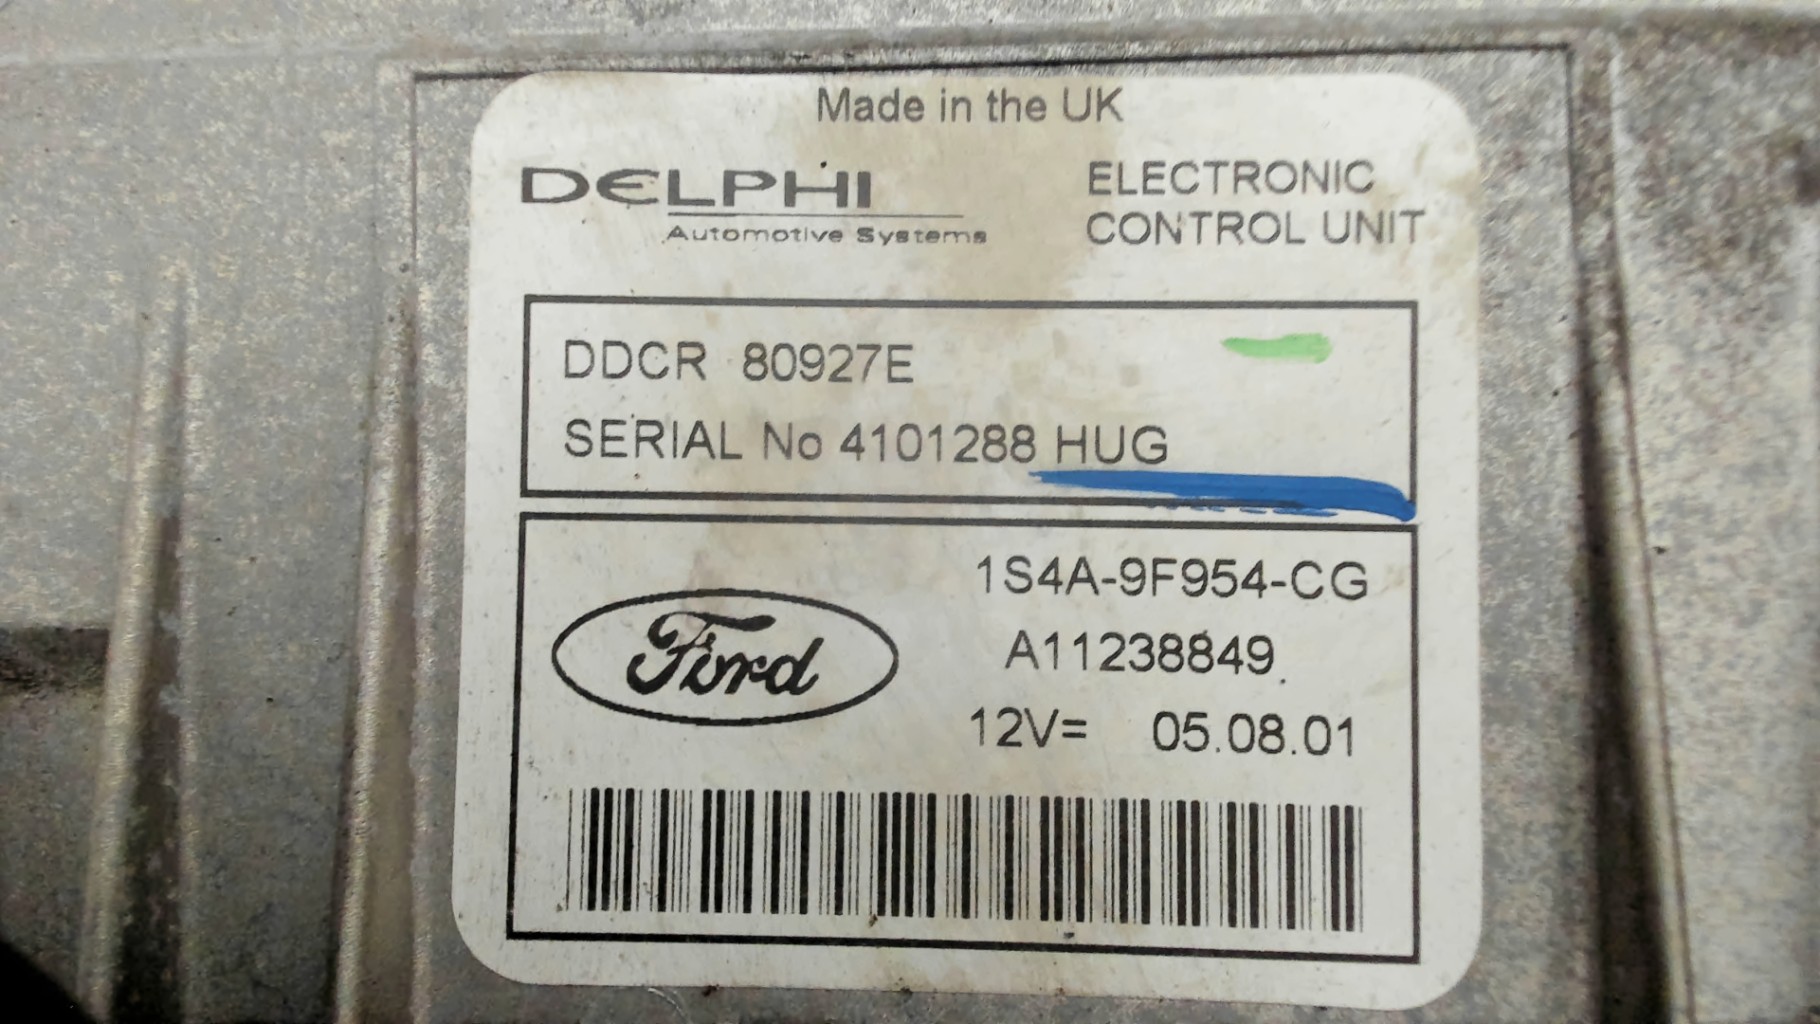 Made in the UK
DELPHI
Automotive Systems
ELECTRONIC
CONTROL UNIT
DDCR 80927E
SERIAL No 4101288 HUG
Ford
1S4A-9F954-CG
A11238849
12V= 05.08.01